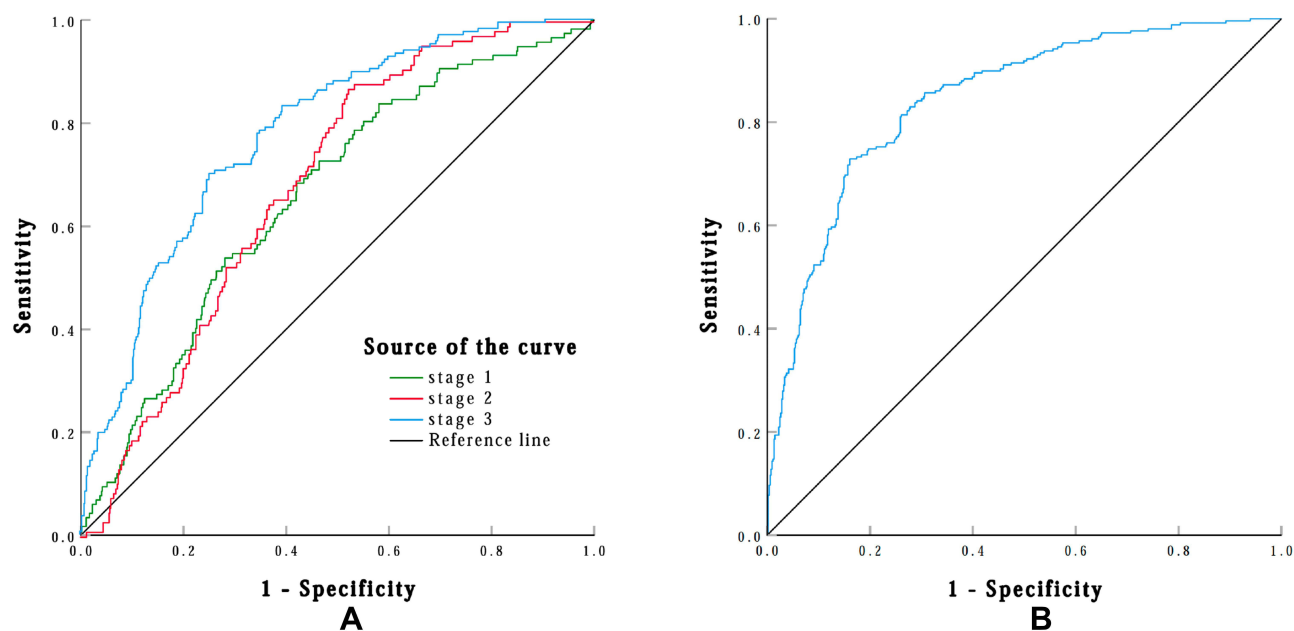 1.0
0.8
0.6
0.4
0.2
0.0
Sensitivity
0.0 0.2 0.4 0.6 0.8 1.0
1 - Specificity
Source of the curve
stage 1
stage 2
stage 3
Reference line
A
1.0
0.8
0.6
0.4
0.2
0.0
Sensitivity
0.0 0.2 0.4 0.6 0.8 1.0
1 - Specificity
B